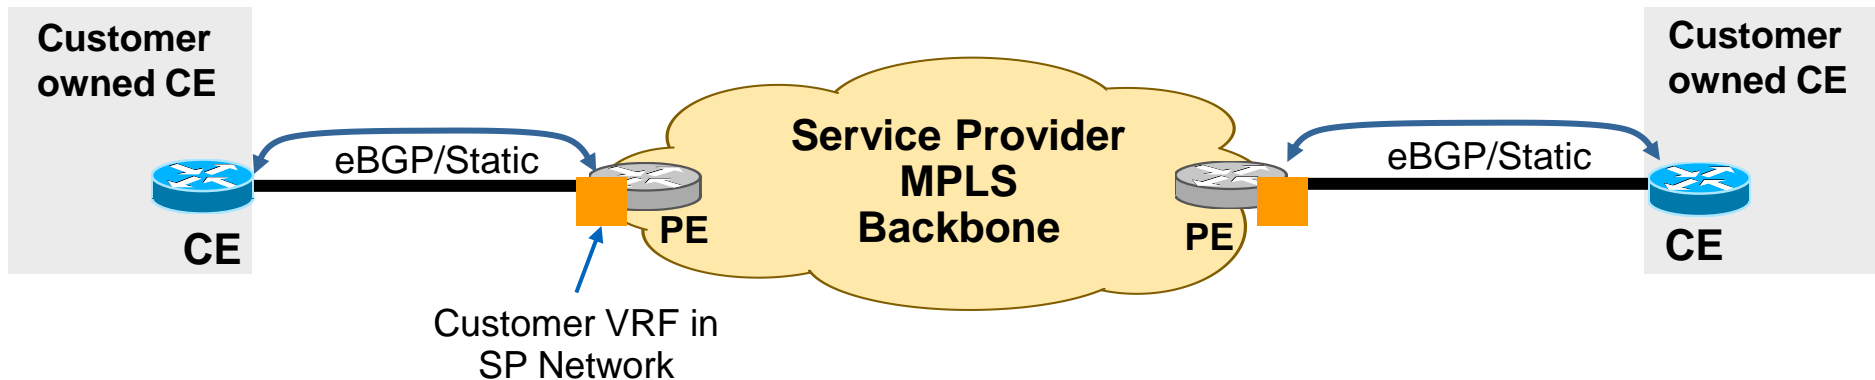 Customer
owned CE
eBGP/Static
CE
PE
Customer VRF in
SP Network
Service Provider
MPLS
Backbone
PE
eBGP/Static
Customer
owned CE
CE